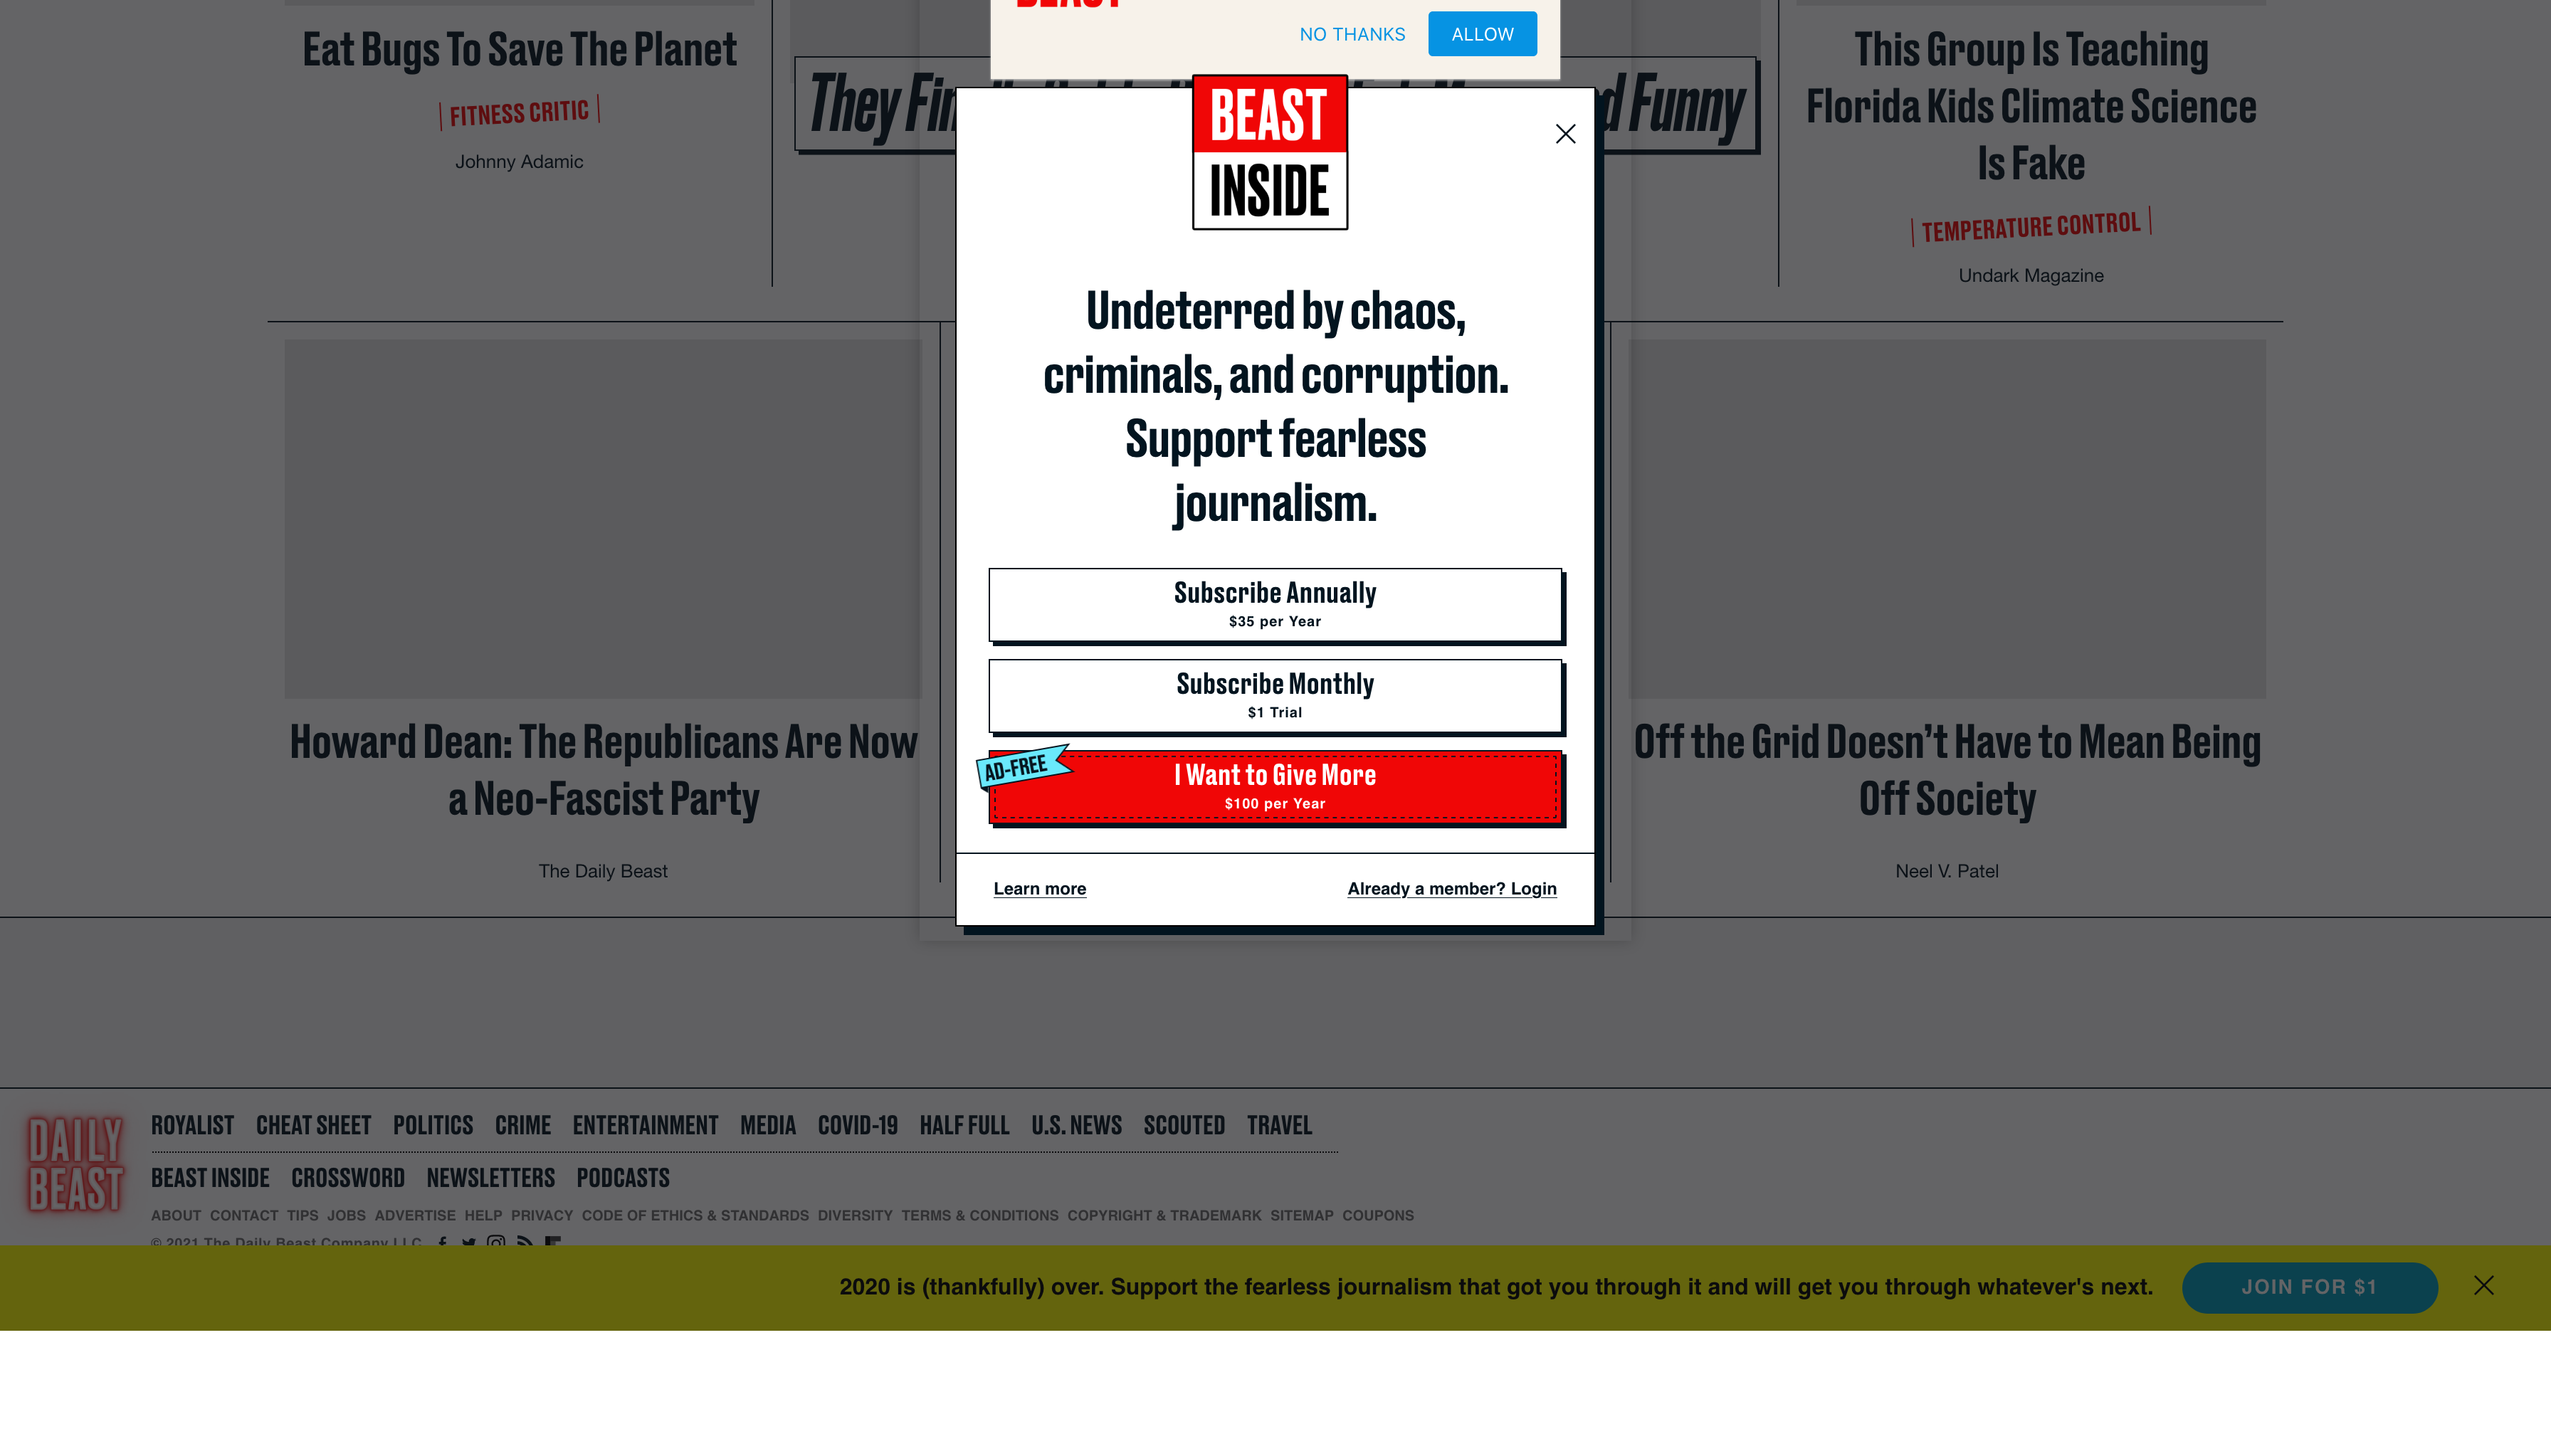 BEAST
NO THANKS
ALLOW
Eat Bugs To Save The Planet
FITNESS CRITIC
Johnny Adamic
They
Funny
This Group Is Teaching
Florida Kids Climate Science
Is Fake
TEMPERATURE CONTROL
Undark Magazine
BEAST
INSIDE
Undeterred by chaos,
criminals, and corruption.
Support fearless
journalism.
Subscribe Annually
$35 per Year
Subscribe Monthly
$1 Trial
AD-FREE
I Want to Give More
$100 per Year
Learn more
Already a member? Login
Howard Dean: The Republicans Are Now
a Neo-Fascist Party
The Daily Beast
Off the Grid Doesn’t Have to Mean Being
Off Society
Neel V. Patel
DAILY
BEAST
ROYALIST CHEAT SHEET POLITICS CRIME ENTERTAINMENT MEDIA COVID-19 HALF FULL U.S. NEWS SCOUTED TRAVEL
BEAST INSIDE CROSSWORD NEWSLETTERS PODCASTS
ABOUT CONTACT TIPS JOBS ADVERTISE HELP PRIVACY CODE OF ETHICS & STANDARDS DIVERSITY TERMS & CONDITIONS COPYRIGHT & TRADEMARK SITEMAP COUPONS
© 2021 The Daily Beast Company LLC
2020 is (thankfully) over. Support the fearless journalism that got you through it and will get you through whatever's next.
JOIN FOR $1